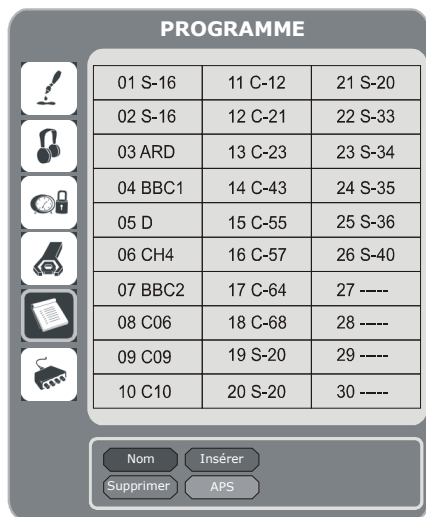 PROGRAMME
01 S-16 11 C-12 21 S-20
02 S-16 12 C-21 22 S-33
03 ARD 13 C-23 23 S-34
04 BBC1 14 C-43 24 S-35
05 D 15 C-55 25 S-36
06 CH4 16 C-57 26 S-40
07 BBC2 17 C-64 27 -----
08 C06 18 C-68 28 -----
09 C09 19 S-20 29 -----
10 C10 20 S-20 30 -----
Nom Insérer
Supprimer APS